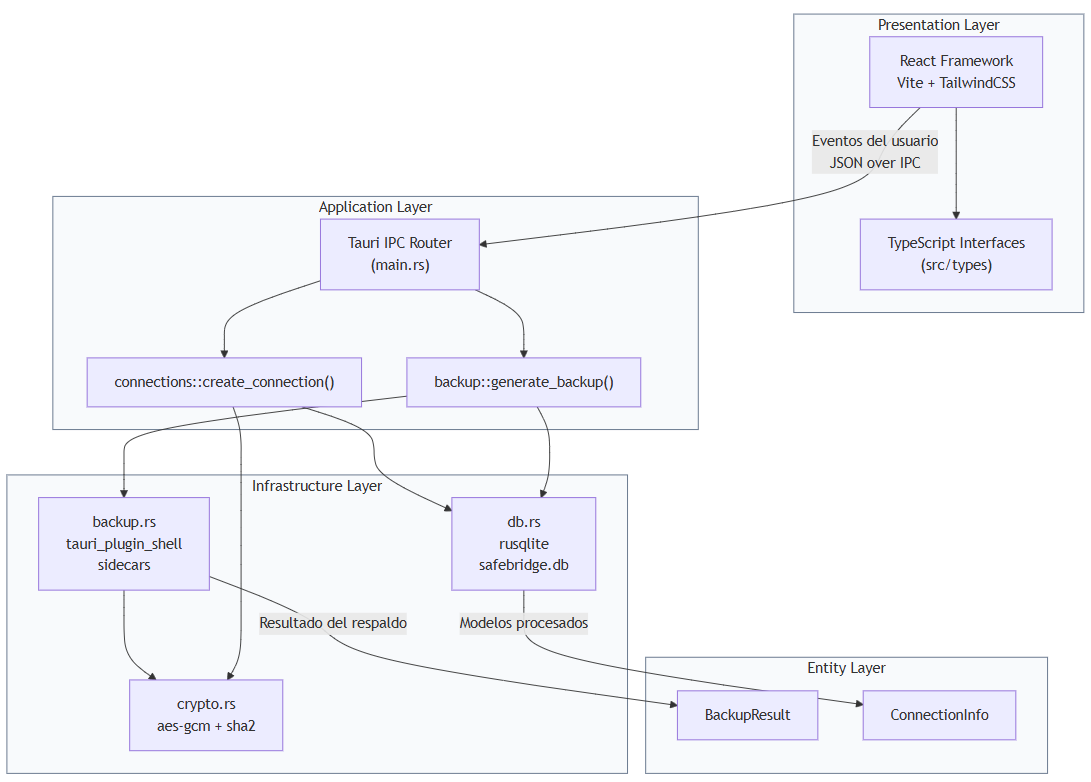 Presentation Layer
React Framework
Vite + TailwindCSS
Eventos del usuario
JSON over IPC
TypeScript Interfaces
(src/types)
Application Layer
Tauri IPC Router
(main.rs)
connections::create_connection()
backup::generate_backup()
Infrastructure Layer
backup.rs
tauri_plugin_shell
sidecars
db.rs
rusqlite
safebridge.db
Resultado del respaldo
Modelos procesados
crypto.rs
aes-gcm + sha2
Entity Layer
BackupResult
ConnectionInfo